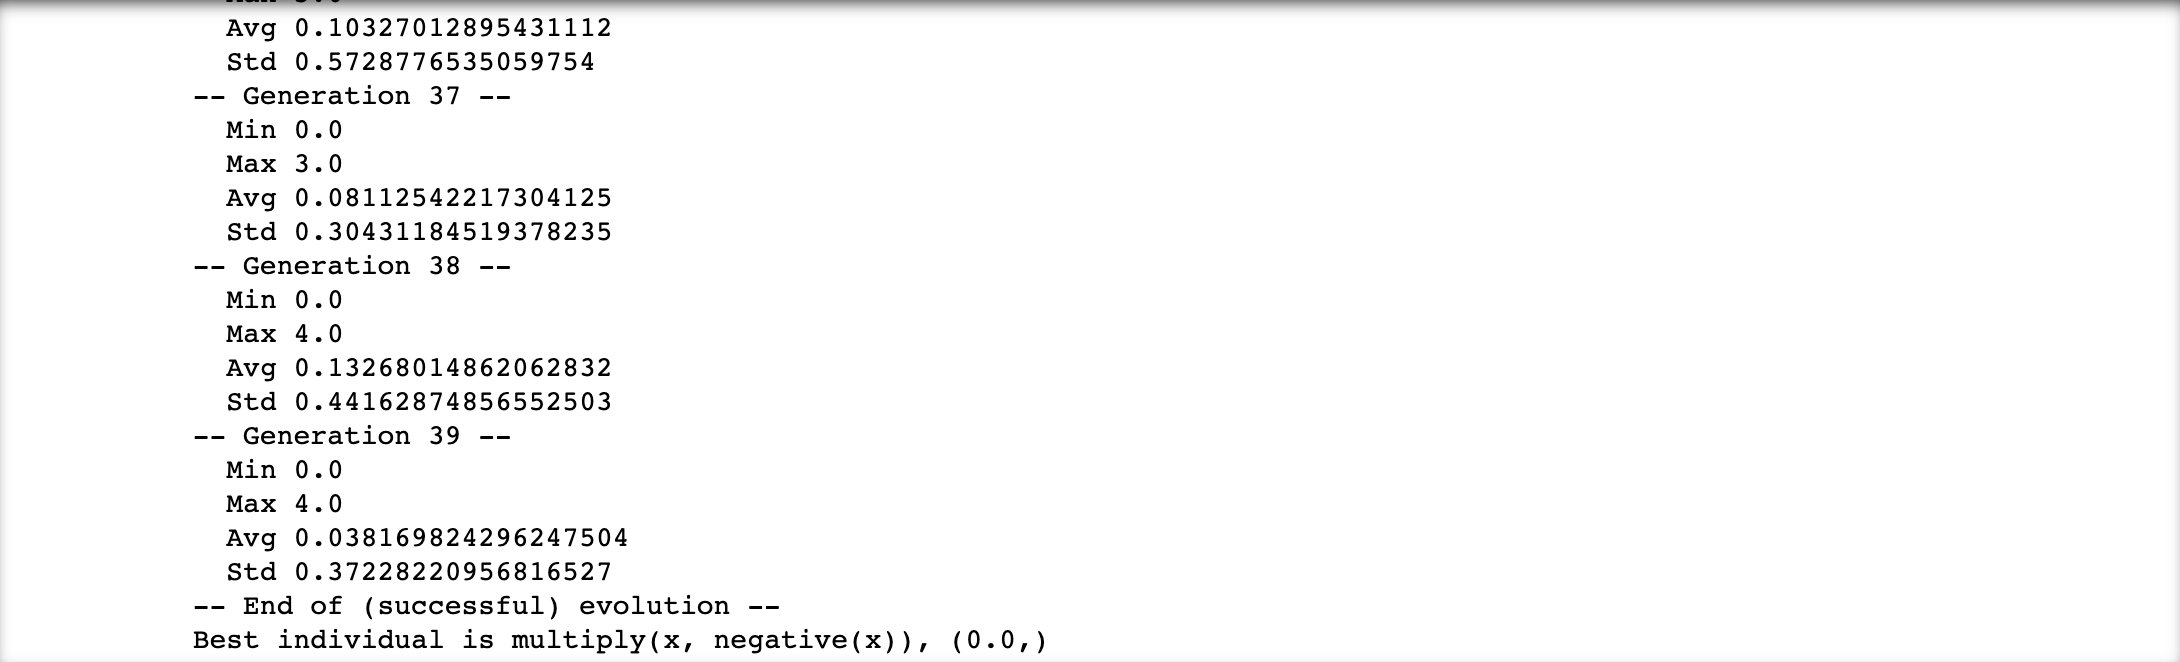 Avg 0.10327012895431112
Std 0.5728776535059754
-- Generation 37 --
Min 0.0
Max 3.0
Avg 0.08112542217304125
Std 0.30431184519378235
-- Generation 38 --
Min 0.0
Max 4.0
Avg 0.13268014862062832
Std 0.44162874856552503
-- Generation 39 --
Min 0.0
Max 4.0
Avg 0.038169824296247504
Std 0.37228220956816527
-- End of (successful) evolution --
Best individual is multiply(x, negative(x)), (0.0,)